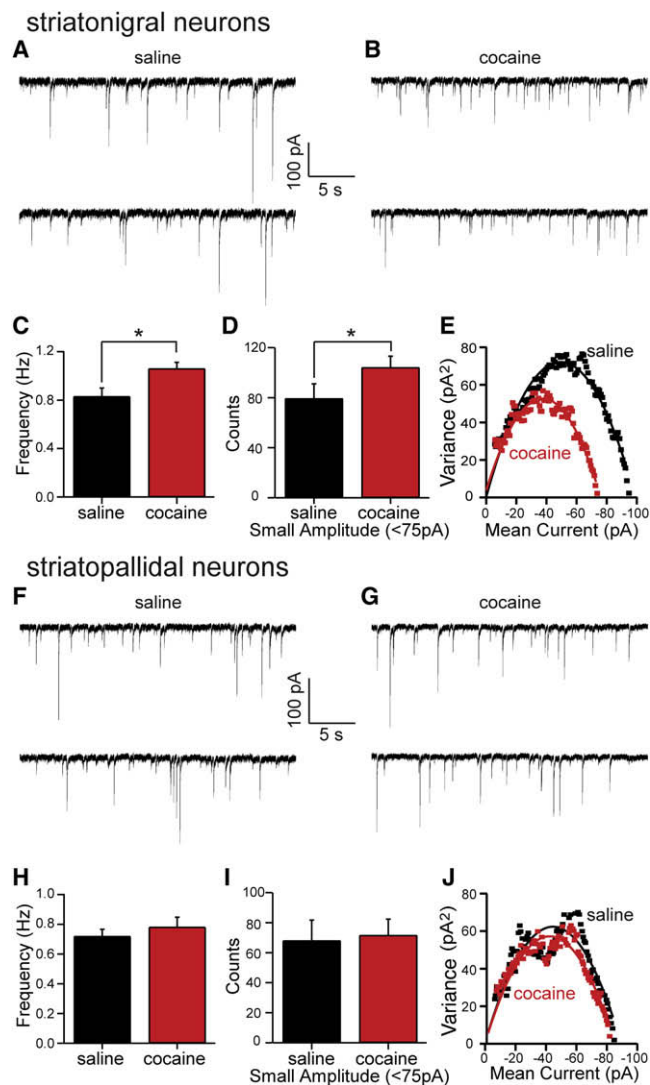 striatonigral neurons
A
saline
B
cocaine
100 pA
5 s
C
*
Frequency (Hz)
1.2
0.8
0.4
0.0
saline
cocaine
D
*
Counts
120
80
40
0
saline
cocaine
Small Amplitude (<75pA)
E
saline
cocaine
Variance (pA²)
80
60
40
20
0
0
-20
-40
-60
-80
-100
Mean Current (pA)
striatopallidal neurons
F
saline
G
cocaine
100 pA
5 s
H
Frequency (Hz)
1.0
0.8
0.6
0.4
0.2
0.0
saline
cocaine
I
Counts
100
80
60
40
20
0
saline
cocaine
Small Amplitude (<75pA)
J
saline
cocaine
Variance (pA²)
80
60
40
20
0
0
-20
-40
-60
-80
-100
Mean Current (pA)